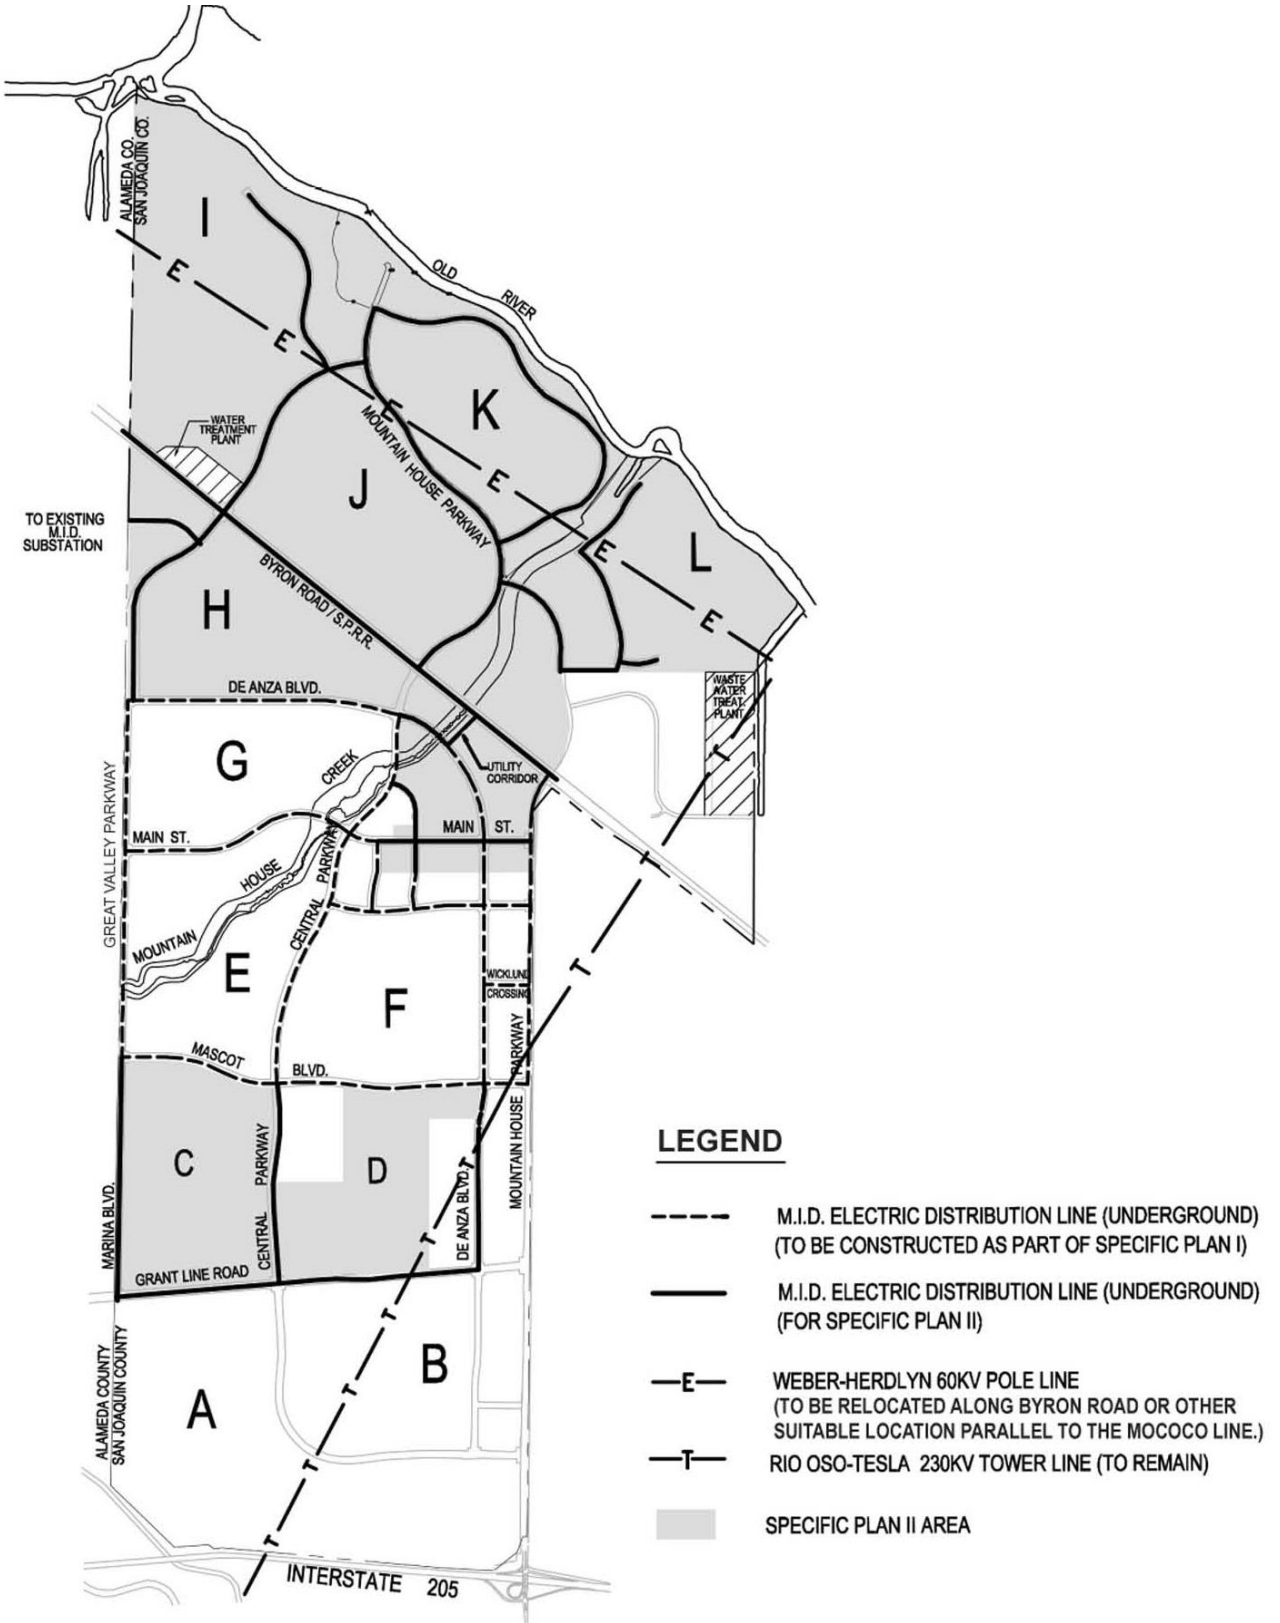 ALAMEDA CO.
SAN JOAQUIN CO.
I
E
OLD
RIVER
E
K
E
WATER
TREATMENT
PLANT
MOUNTAIN HOUSE PARKWAY
J
E
TO EXISTING
M.I.D.
SUBSTATION
E
L
BYRON ROAD / S.P.R.R.
H
E
DE ANZA BLVD.
WASTE
WATER
TREAT.
PLANT
G
CREEK
T
UTILITY
CORRIDOR
GREAT VALLEY PARKWAY
MAIN ST.
MAIN ST.
HOUSE
PARKWAY
CENTRAL
MOUNTAIN
E
T
WICKLUND
CROSSING
F
PARKWAY
MASCOT
BLVD.
MOUNTAIN HOUSE
C
PARKWAY
D
T
MARINA BLVD.
CENTRAL
DE ANZA BLVD.
T
GRANT LINE ROAD
T
ALAMEDA COUNTY
SAN JOAQUIN COUNTY
B
T
A
T
T
INTERSTATE 205
LEGEND
M.I.D. ELECTRIC DISTRIBUTION LINE (UNDERGROUND)
(TO BE CONSTRUCTED AS PART OF SPECIFIC PLAN I)
M.I.D. ELECTRIC DISTRIBUTION LINE (UNDERGROUND)
(FOR SPECIFIC PLAN II)
E
WEBER-HERDLYN 60KV POLE LINE
(TO BE RELOCATED ALONG BYRON ROAD OR OTHER
SUITABLE LOCATION PARALLEL TO THE MOCOCO LINE.)
T
RIO OSO-TESLA 230KV TOWER LINE (TO REMAIN)
SPECIFIC PLAN II AREA